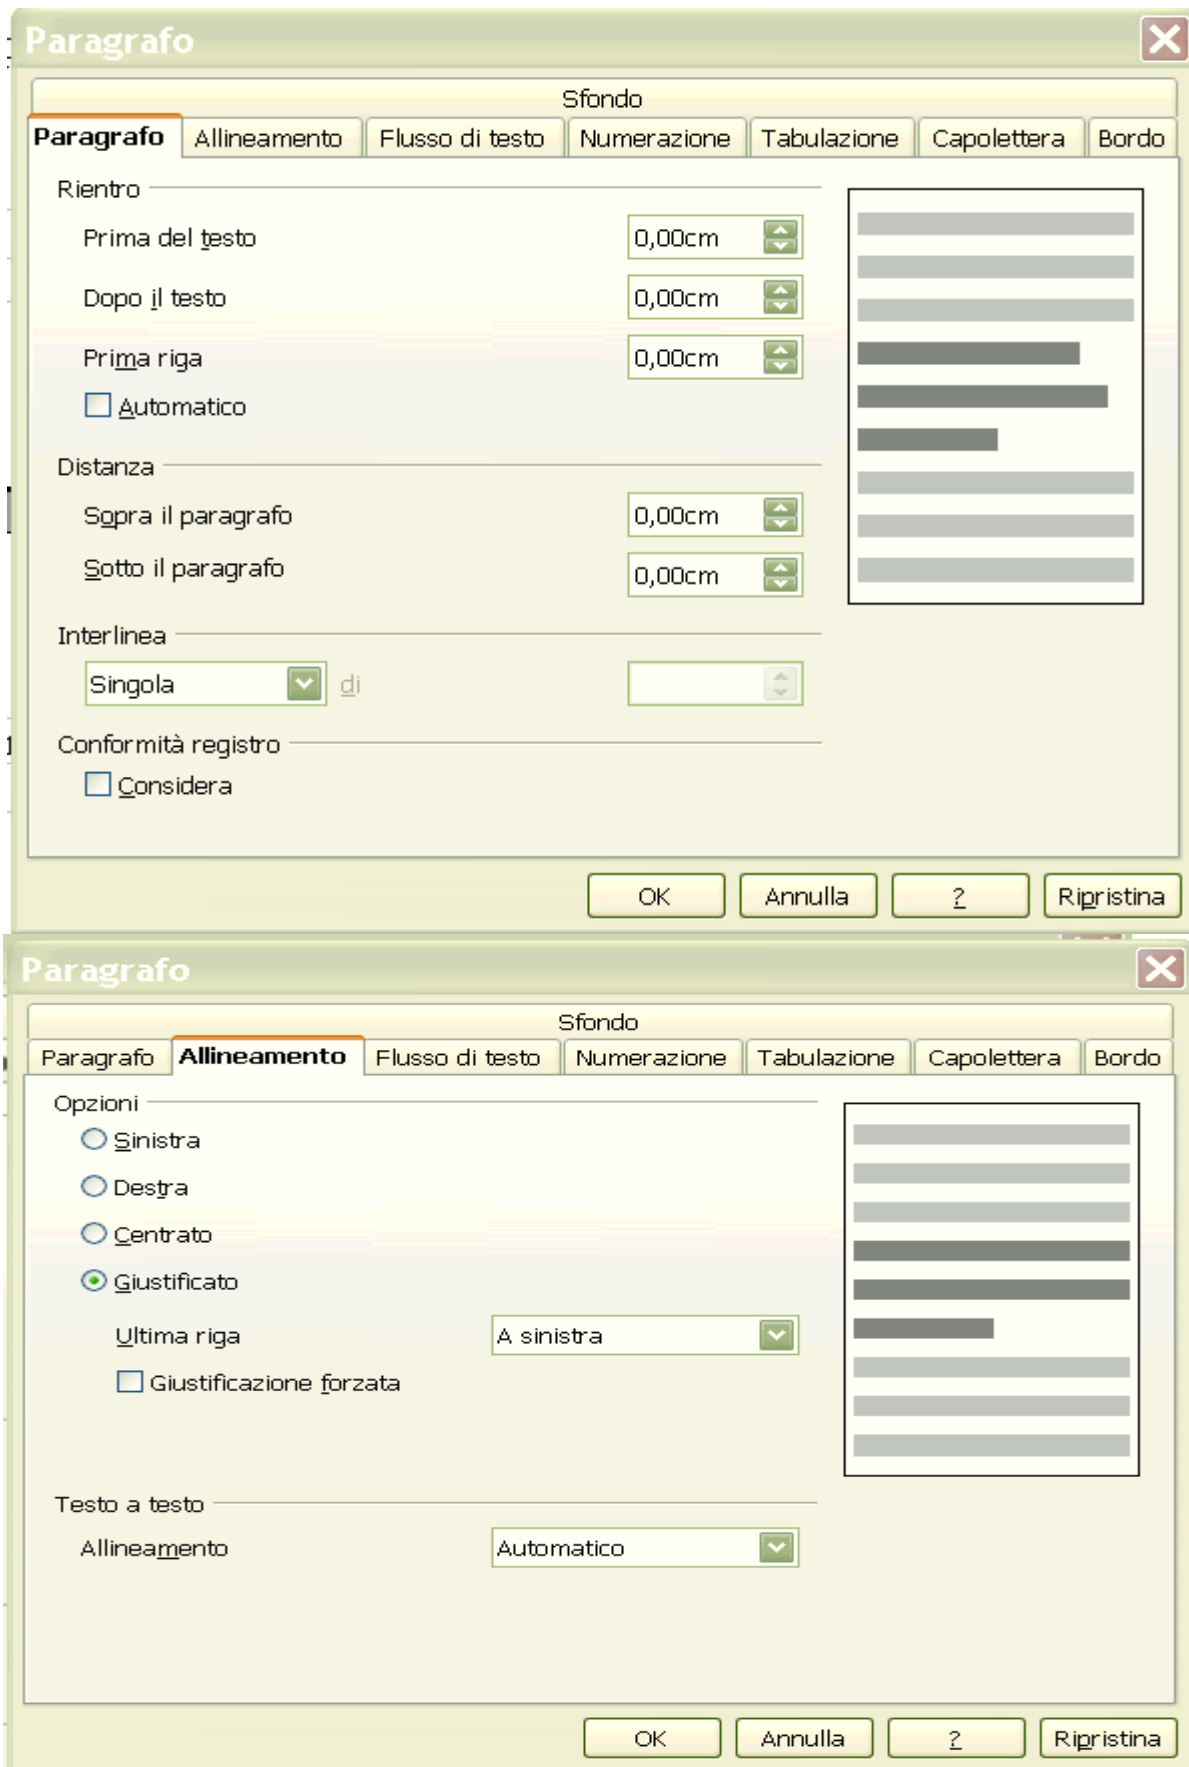 Paragrafo
Sfondo
Paragrafo Allineamento Flusso di testo Numerazione Tabulazione Capolettera Bordo
Rientro
Prima del testo 0,00cm
Dopo il testo 0,00cm
Prima riga 0,00cm
Automatico
Distanza
Sopra il paragrafo 0,00cm
Sotto il paragrafo 0,00cm
Interlinea
Singola di
Conformità registro
Considera
OK Annulla ? Ripristina
Paragrafo
Sfondo
Paragrafo Allineamento Flusso di testo Numerazione Tabulazione Capolettera Bordo
Opzioni
Sinistra
Destra
Centrato
Giustificato
Ultima riga A sinistra
Giustificazione forzata
Testo a testo
Allineamento Automatico
OK Annulla ? Ripristina